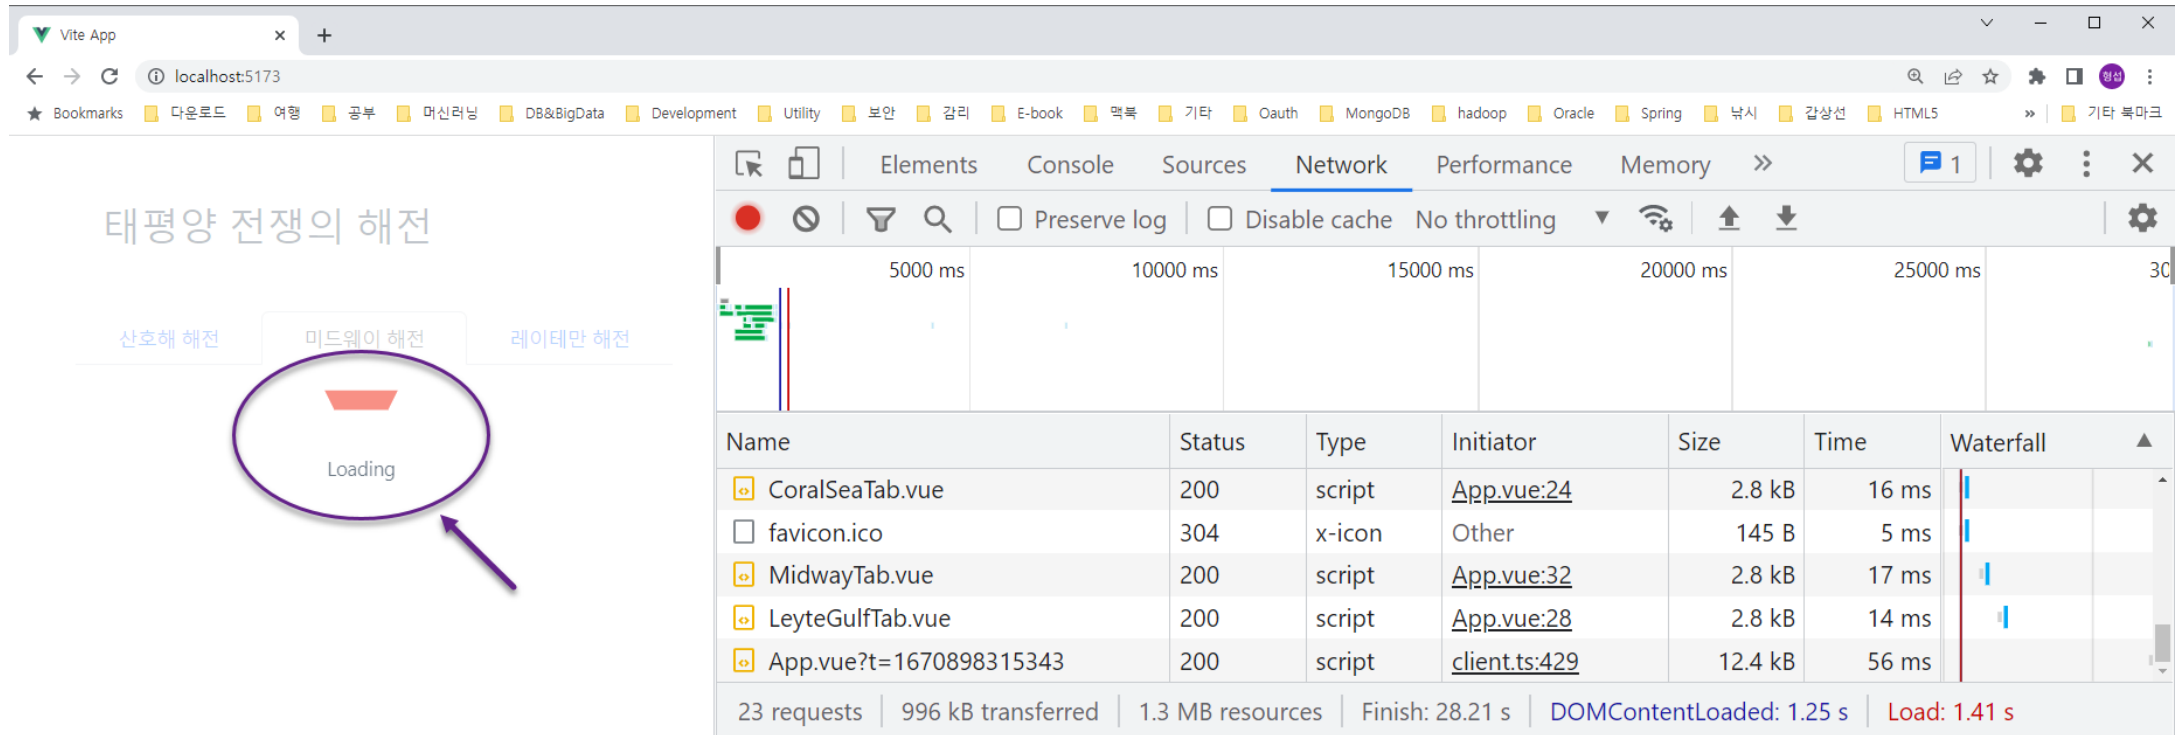 Vite App
localhost:5173
형섭
Bookmarks 다운로드 여행 공부 머신러닝 DB&BigData Development Utility 보안 감리 E-book 맥북 기타 Oauth MongoDB hadoop Oracle Spring 낚시 갑상선 HTML5 » 기타 북마크
태평양 전쟁의 해전
산호해 해전 미드웨이 해전 레이테만 해전
Loading
Elements Console Sources Network Performance Memory » 1
Preserve log Disable cache No throttling
5000 ms 10000 ms 15000 ms 20000 ms 25000 ms 30
Name Status Type Initiator Size Time Waterfall
CoralSeaTab.vue 200 script App.vue:24 2.8 kB 16 ms
favicon.ico 304 x-icon Other 145 B 5 ms
MidwayTab.vue 200 script App.vue:32 2.8 kB 17 ms
LeyteGulfTab.vue 200 script App.vue:28 2.8 kB 14 ms
App.vue?t=1670898315343 200 script client.ts:429 12.4 kB 56 ms
23 requests 996 kB transferred 1.3 MB resources Finish: 28.21 s DOMContentLoaded: 1.25 s Load: 1.41 s